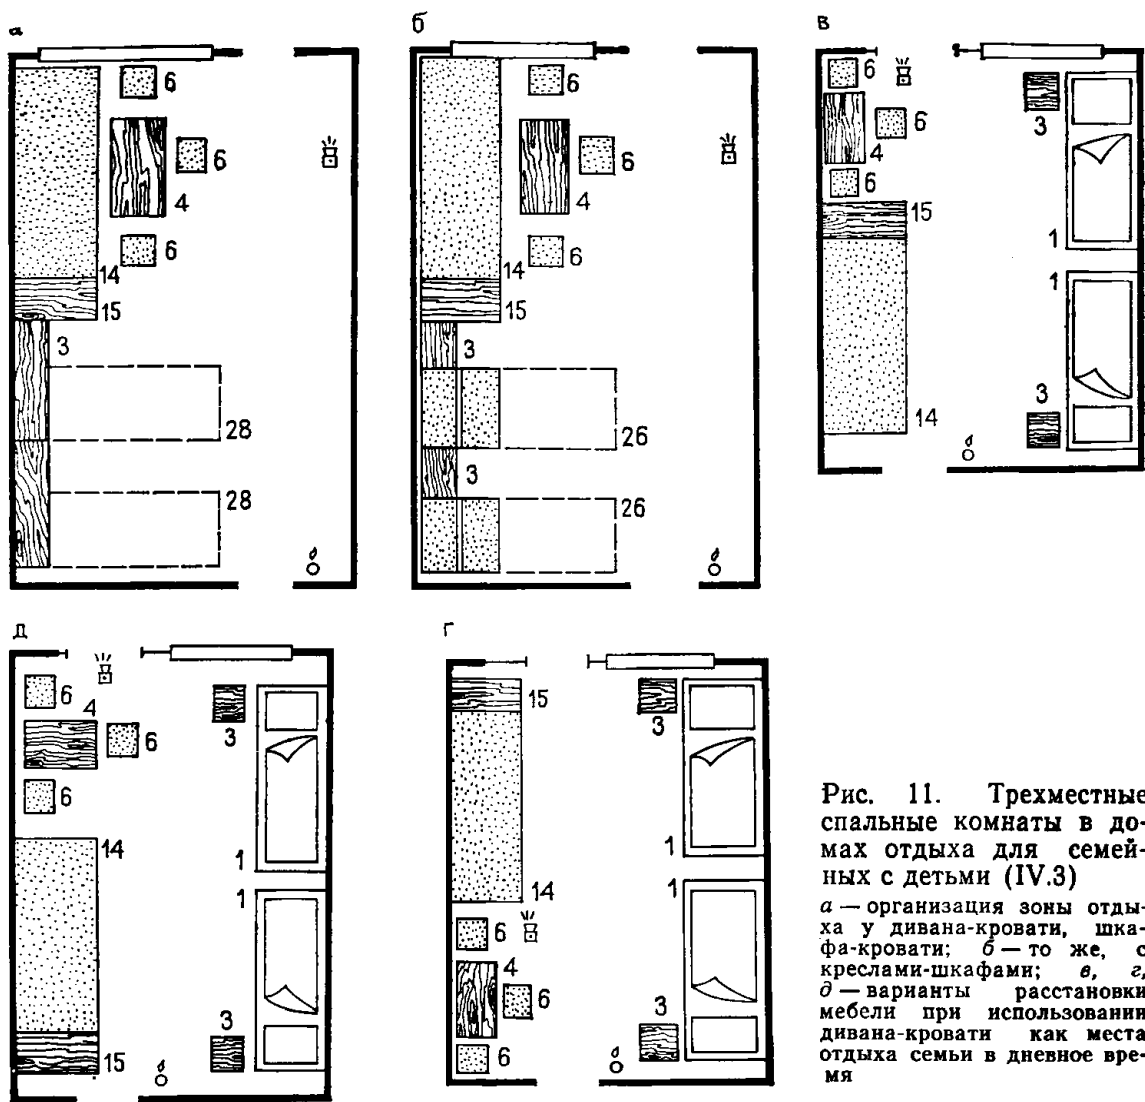 а
б
в
6
6
4
6
14
15
3
28
28
6
6
4
6
14
15
3
26
3
26
6
6
4
6
15
14
3
1
1
3
д
г
6
4
6
6
14
15
3
1
1
3
15
14
6
4
6
6
3
1
1
3
Рис. 11. Трехместные
спальные комнаты в до-
мах отдыха для семей-
ных с детьми (IV.3)
а — организация зоны отды-
ха у дивана-кровати, шка-
фа-кровати; б — то же, с
креслами-шкафами; в, г,
д — варианты расстановки
мебели при использовании
дивана-кровати как места
отдыха семьи в дневное вре-
мя